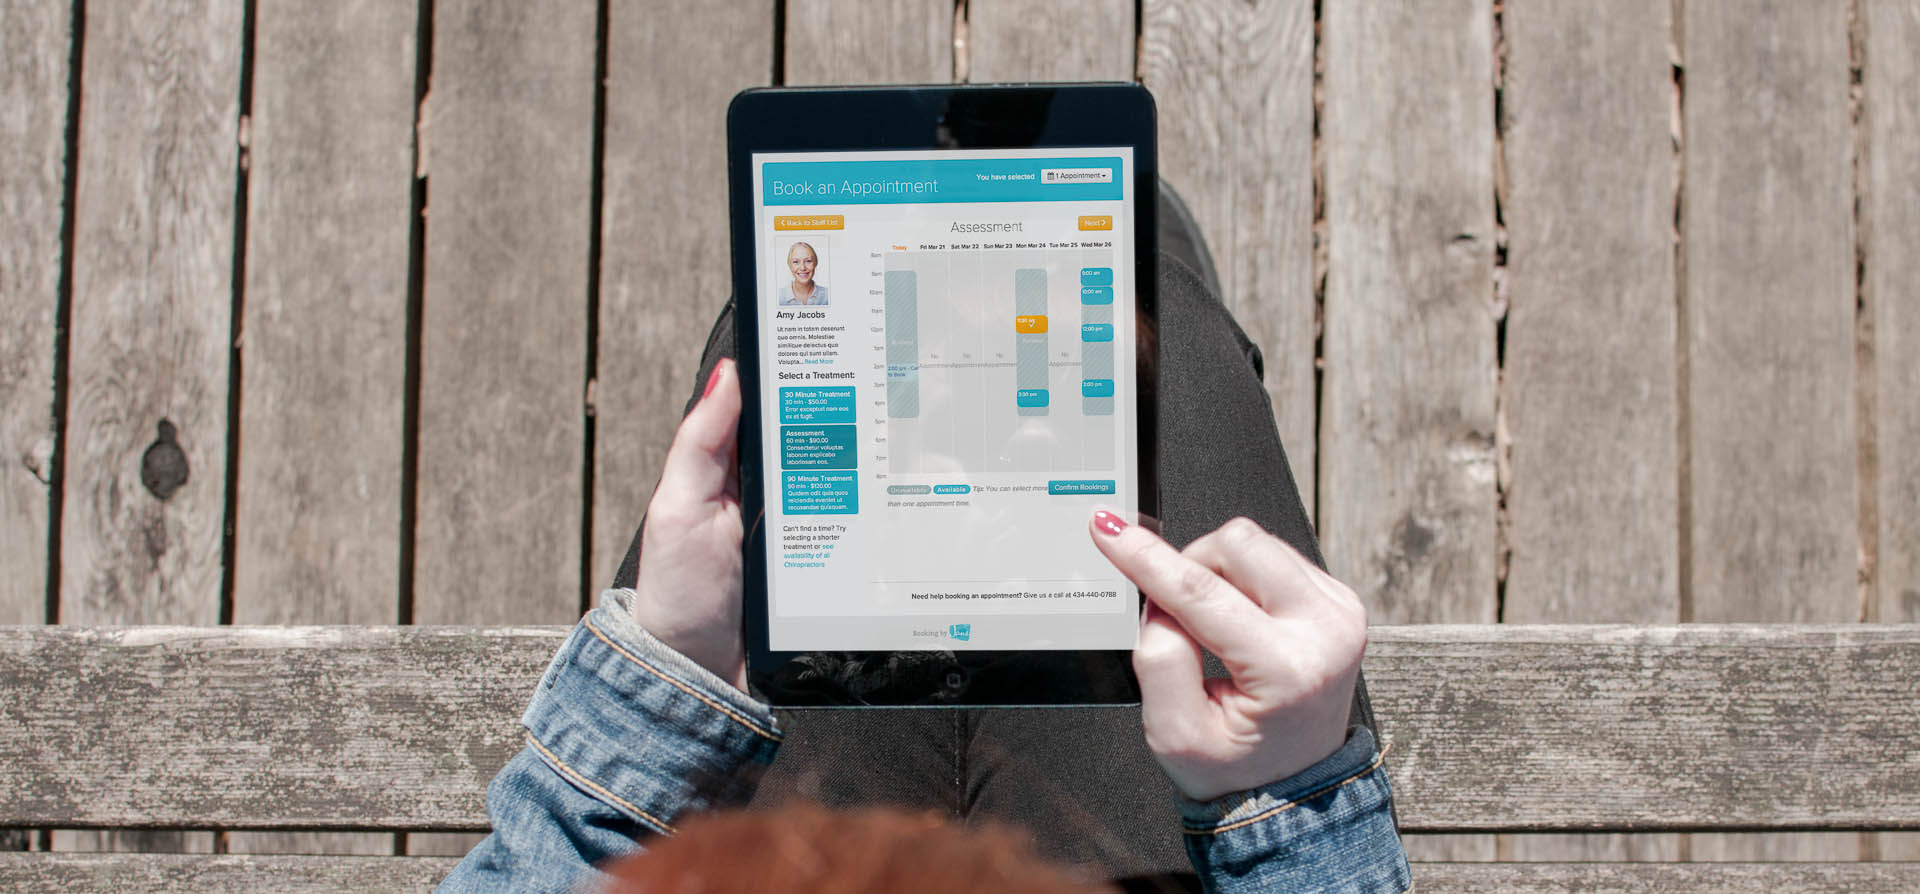 Book an Appointment
You have selected
1 Appointment
Back to Staff List
Assessment
Next
Today Fri Mar 21 Sat Mar 22 Sun Mar 23 Mon Mar 24 Tue Mar 25 Wed Mar 26
8am
9am
10am
11am
12pm
1pm
2pm
3pm
4pm
5pm
6pm
7pm
8pm
9:00 am
10:00 am
12:00 pm
3:00 pm
3:30 pm
2:00 pm - Call
to Book
No
Appointments
No
Appointments
No
Appointments
No
Appointments
Amy Jacobs
Ut nem in totam deserunt
quo omnis. Molestiae
similique delectus quo
dolores qui sunt ullam.
Volupta... Read More
Select a Treatment:
30 Minute Treatment
30 min - $50.00
Error excepturi nam eos
ex et fugit.
Assessment
60 min - $90.00
Consectetur voluptas
laborum explicabo
laboriosam eos.
90 Minute Treatment
90 min - $120.00
Quidem odit quia quos
reiciendis eveniet ut
recusandae quisquam.
Can't find a time? Try
selecting a shorter
treatment or see
availability of all
Chiropractors
Unavailable Available Tip: You can select more
than one appointment time.
Confirm Bookings
Need help booking an appointment? Give us a call at 434-440-0788
Booking by Jane